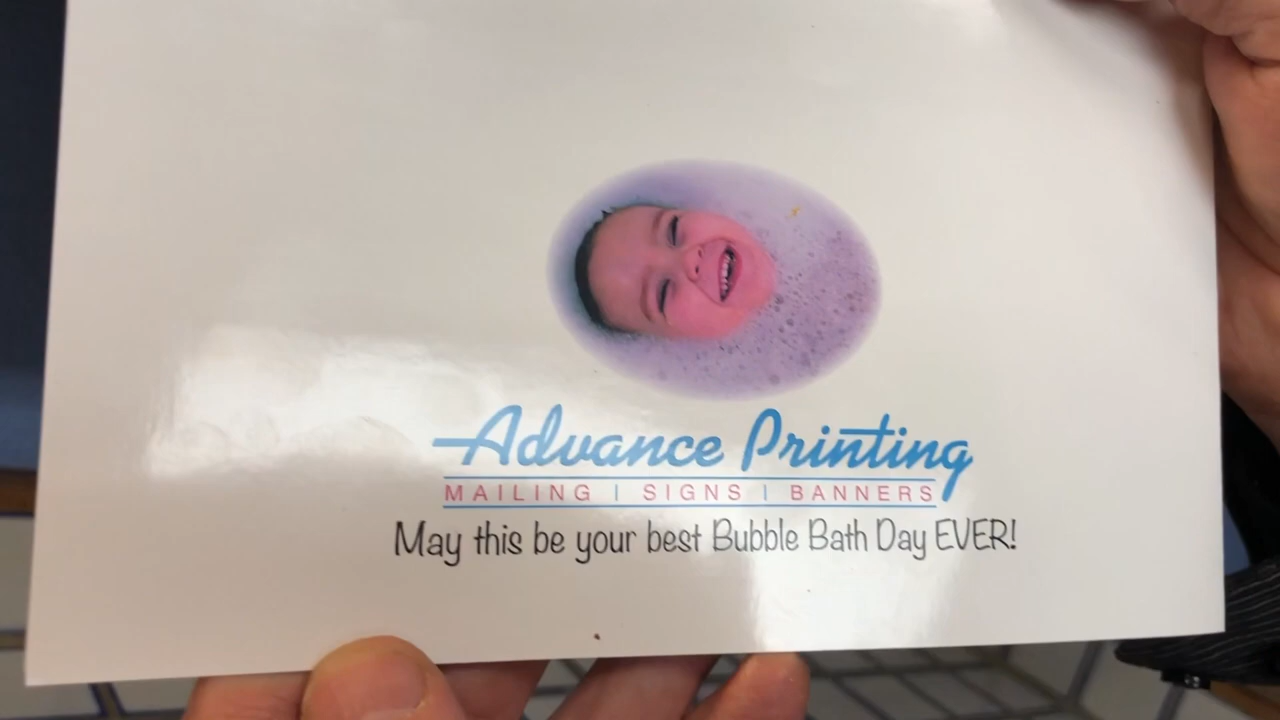 Advance Printing
MAILING | SIGNS | BANNERS
May this be your best Bubble Bath Day EVER!